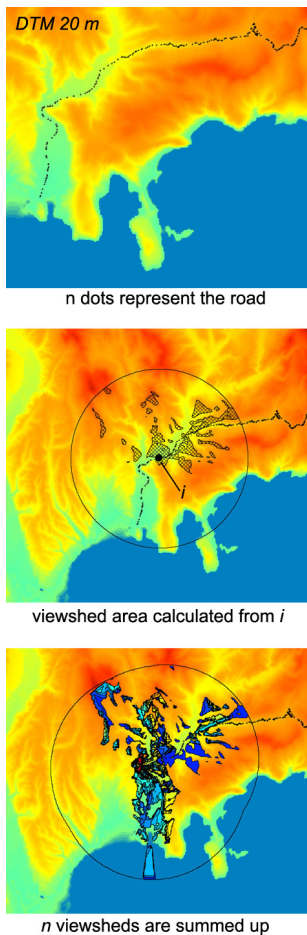 DTM 20 m
n dots represent the road
i
viewshed area calculated from i
n viewsheds are summed up